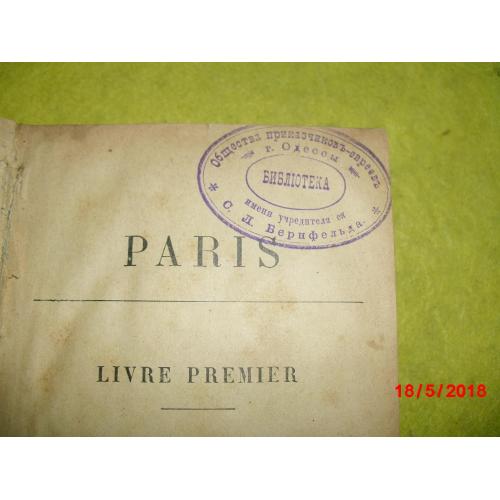 Общества приказчиковъ-евреевъ
г. Одессы
БИБЛІОТЕКА
имени учредителя ея
С. Л. Бернфельда.
PARIS
LIVRE PREMIER
18/5/2018